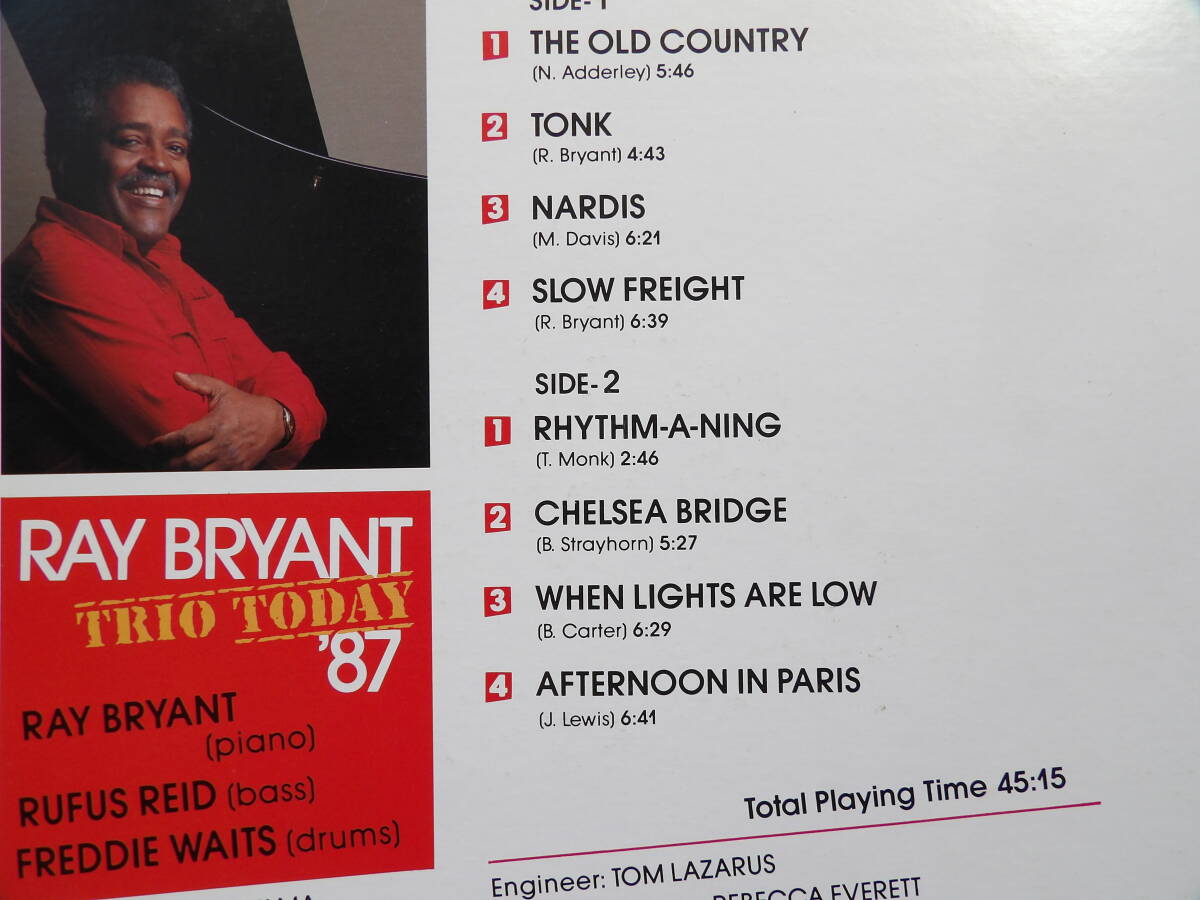 SIDE-1
1 THE OLD COUNTRY
(N. Adderley) 5:46
2 TONK
(R. Bryant) 4:43
3 NARDIS
(M. Davis) 6:21
4 SLOW FREIGHT
(R. Bryant) 6:39
SIDE-2
1 RHYTHM-A-NING
(T. Monk) 2:46
2 CHELSEA BRIDGE
(B. Strayhorn) 5:27
3 WHEN LIGHTS ARE LOW
(B. Carter) 6:29
4 AFTERNOON IN PARIS
(J. Lewis) 6:41
Total Playing Time 45:15
Engineer: TOM LAZARUS
REBECCA EVERETT
RAY BRYANT
TRIO TODAY
'87
RAY BRYANT
(piano)
RUFUS REID (bass)
FREDDIE WAITS (drums)